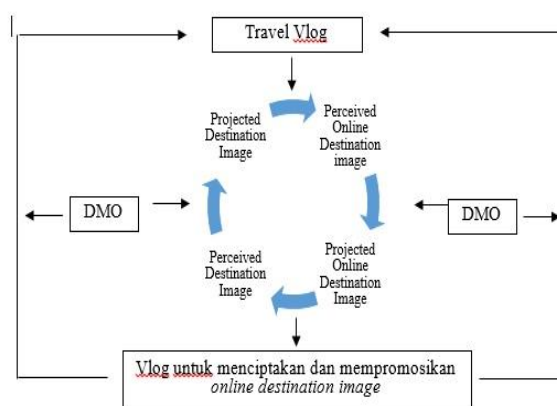 Travel Vlog
Projected
Destination
Image
Perceived
Online
Destination
image
DMO
DMO
Perceived
Destination
Image
Projected
Online
Destination
Image
Vlog untuk menciptakan dan mempromosikan
online destination image